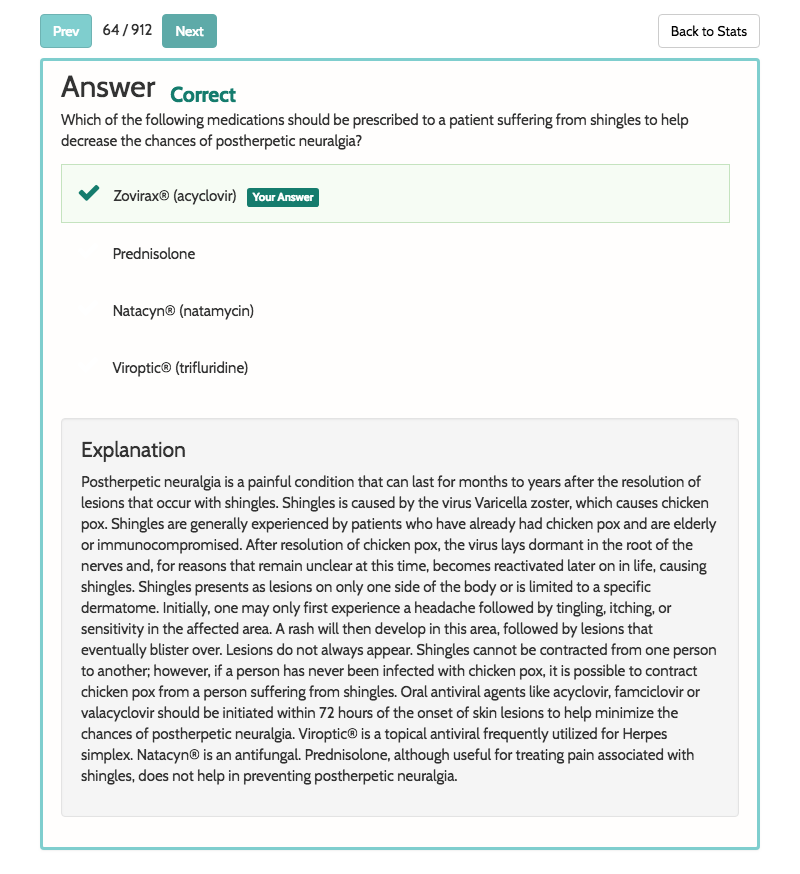 Prev 64 / 912 Next Back to Stats
Answer Correct
Which of the following medications should be prescribed to a patient suffering from shingles to help
decrease the chances of postherpetic neuralgia?
Zovirax® (acyclovir) Your Answer
Prednisolone
Natacyn® (natamycin)
Viroptic® (trifluridine)
Explanation
Postherpetic neuralgia is a painful condition that can last for months to years after the resolution of
lesions that occur with shingles. Shingles is caused by the virus Varicella zoster, which causes chicken
pox. Shingles are generally experienced by patients who have already had chicken pox and are elderly
or immunocompromised. After resolution of chicken pox, the virus lays dormant in the root of the
nerves and, for reasons that remain unclear at this time, becomes reactivated later on in life, causing
shingles. Shingles presents as lesions on only one side of the body or is limited to a specific
dermatome. Initially, one may only first experience a headache followed by tingling, itching, or
sensitivity in the affected area. A rash will then develop in this area, followed by lesions that
eventually blister over. Lesions do not always appear. Shingles cannot be contracted from one person
to another; however, if a person has never been infected with chicken pox, it is possible to contract
chicken pox from a person suffering from shingles. Oral antiviral agents like acyclovir, famciclovir or
valacyclovir should be initiated within 72 hours of the onset of skin lesions to help minimize the
chances of postherpetic neuralgia. Viroptic® is a topical antiviral frequently utilized for Herpes
simplex. Natacyn® is an antifungal. Prednisolone, although useful for treating pain associated with
shingles, does not help in preventing postherpetic neuralgia.